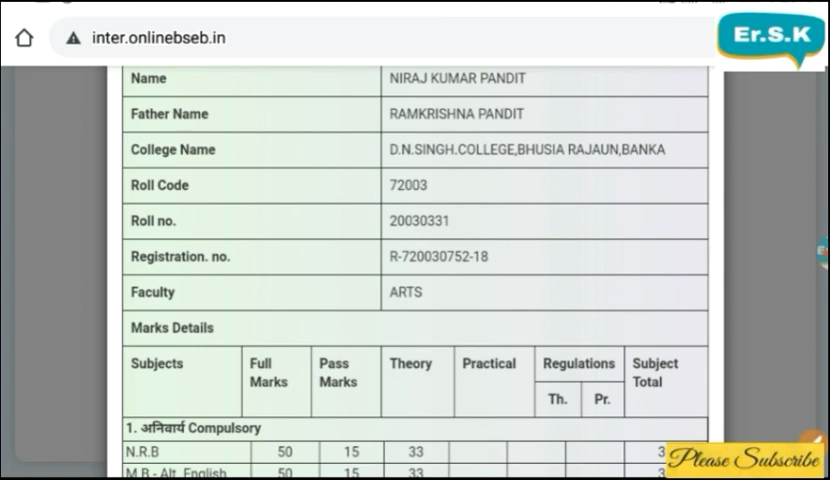 inter.onlinebseb.in
Er.S.K
Name NIRAJ KUMAR PANDIT
Father Name RAMKRISHNA PANDIT
College Name D.N.SINGH.COLLEGE,BHUSIA RAJAUN,BANKA
Roll Code 72003
Roll no. 20030331
Registration. no. R-720030752-18
Faculty ARTS
Marks Details
Subjects Full Marks Pass Marks Theory Practical Regulations Subject Total
Th. Pr.
1. अनिवार्य Compulsory
N.R.B 50 15 33
M.B - Alt. English 50 15 33
Please Subscribe